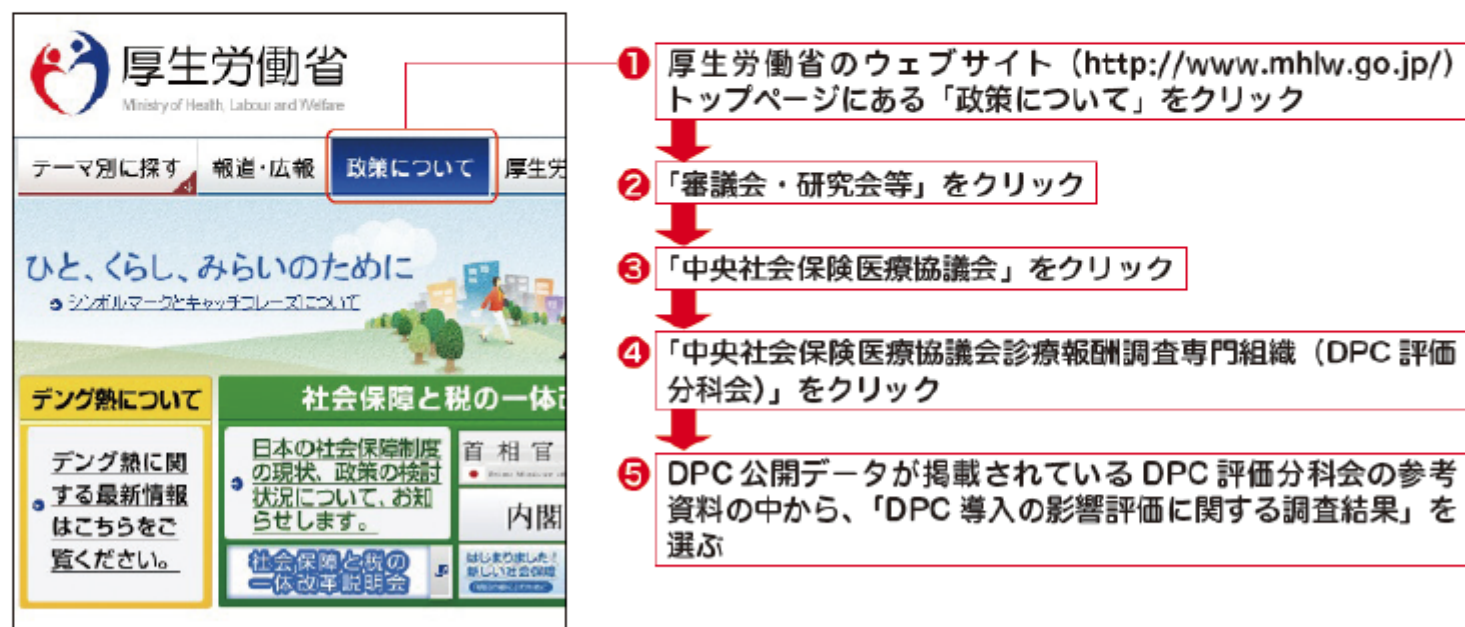 厚生労働省
Ministry of Health, Labour and Welfare
テーマ別に探す 報道・広報 政策について 厚生労
ひと、くらし、みらいのために
シンボルマークとキャッチフレーズについて
デング熱について
デング熱に関
する最新情報
はこちらをご
覧ください。
社会保障と税の一体
日本の社会保障制度
の現状、政策の検討
状況について、お知
らせします。
社会保障と税の
一体改革説明会
首相官
内閣
はじまりました!
新しい社会保障
❶ 厚生労働省のウェブサイト(http://www.mhlw.go.jp/)
トップページにある「政策について」をクリック
❷ 「審議会・研究会等」をクリック
❸ 「中央社会保険医療協議会」をクリック
❹ 「中央社会保険医療協議会診療報酬調査専門組織(DPC 評価
分科会)」をクリック
❺ DPC 公開データが掲載されている DPC 評価分科会の参考
資料の中から、「DPC 導入の影響評価に関する調査結果」を
選ぶ